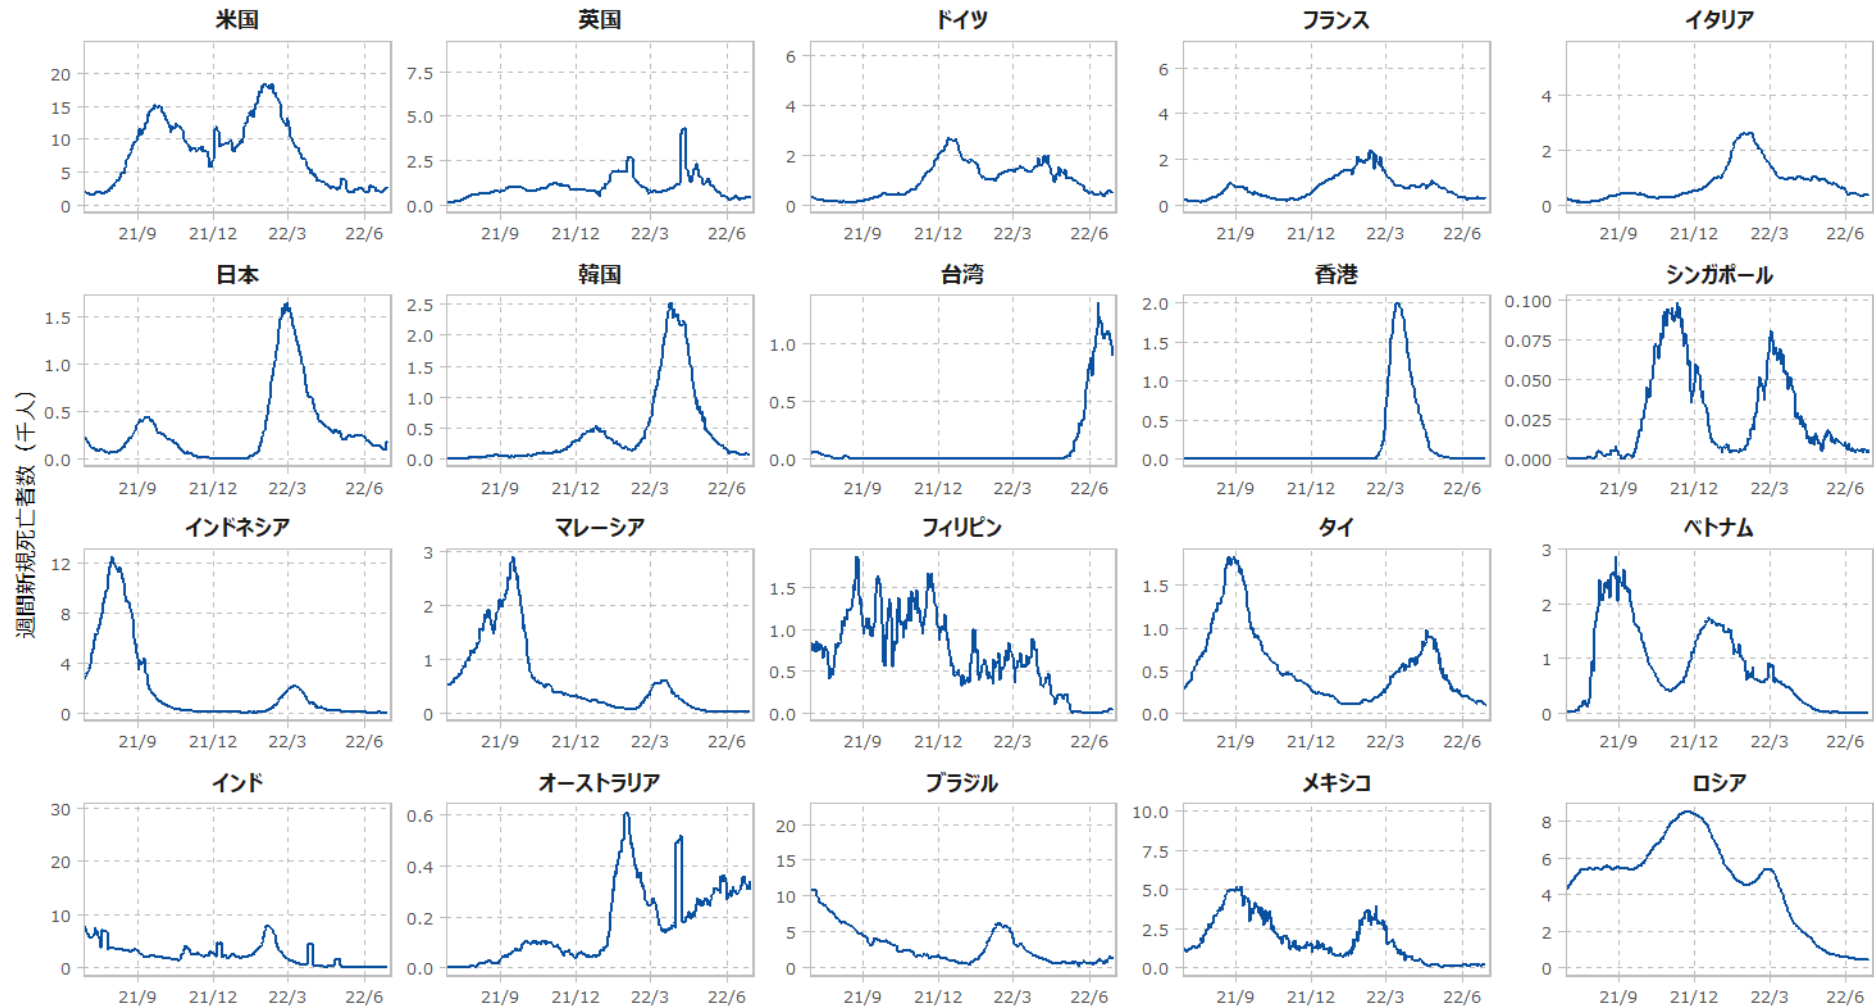 米国 英国 ドイツ フランス イタリア
20 7.5 6 6 4
15 5.0 4 4 2
10 2.5 2 2 0
5 0.0 0 0
0
21/9 21/12 22/3 22/6 21/9 21/12 22/3 22/6 21/9 21/12 22/3 22/6 21/9 21/12 22/3 22/6 21/9 21/12 22/3 22/6
週間新規死亡者数（千人）
日本 韓国 台湾 香港 シンガポール
1.5 2.5 1.0 2.0 0.100
1.0 2.0 0.5 1.5 0.075
0.5 1.5 0.0 1.0 0.050
0.0 1.0 0.5 0.025
0.5 0.0 0.000
0.0
21/9 21/12 22/3 22/6 21/9 21/12 22/3 22/6 21/9 21/12 22/3 22/6 21/9 21/12 22/3 22/6 21/9 21/12 22/3 22/6
インドネシア マレーシア フィリピン タイ ベトナム
12 3 1.5 1.5 3
8 2 1.0 1.0 2
4 1 0.5 0.5 1
0 0 0.0 0.0 0
21/9 21/12 22/3 22/6 21/9 21/12 22/3 22/6 21/9 21/12 22/3 22/6 21/9 21/12 22/3 22/6 21/9 21/12 22/3 22/6
インド オーストラリア ブラジル メキシコ ロシア
30 0.6 20 10.0 8
20 0.4 15 7.5 6
10 0.2 10 5.0 4
0 0.0 5 2.5 2
0 0.0 0
21/9 21/12 22/3 22/6 21/9 21/12 22/3 22/6 21/9 21/12 22/3 22/6 21/9 21/12 22/3 22/6 21/9 21/12 22/3 22/6